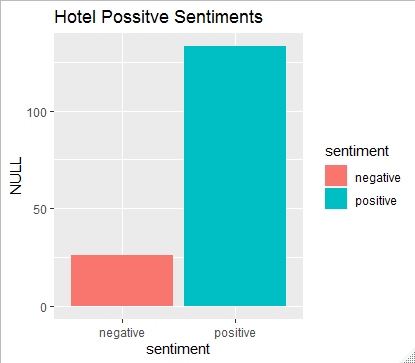 Hotel Possitve Sentiments
NULL
100
50
0
negative
positive
sentiment
sentiment
negative
positive